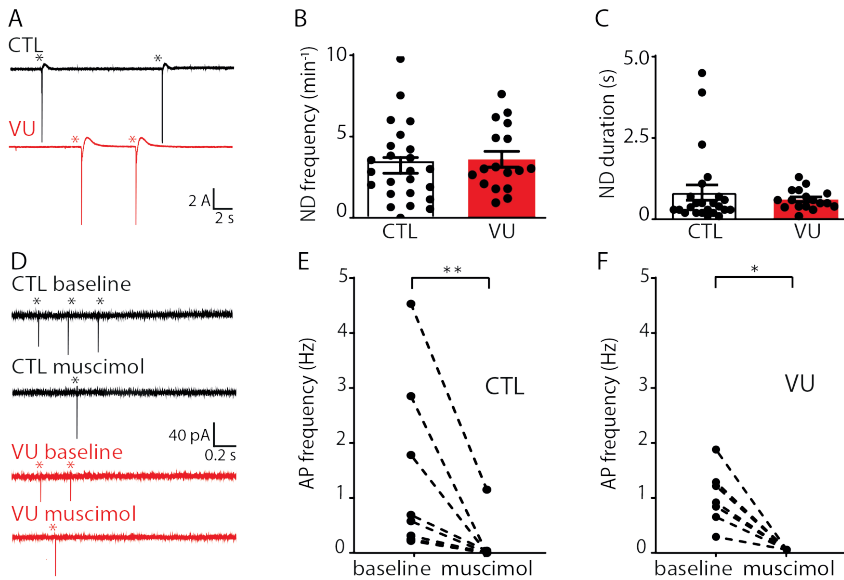 A
CTL
* *
VU
* *
2 A
2 s
B
ND frequency (min⁻¹)
10
5
0
CTL VU
C
ND duration (s)
5.0
2.5
0
CTL VU
D
CTL baseline
* * *
CTL muscimol
*
40 pA
0.2 s
VU baseline
* *
VU muscimol
*
E
AP frequency (Hz)
5
4
3
2
1
0
**
CTL
baseline muscimol
F
AP frequency (Hz)
5
4
3
2
1
0
*
VU
baseline muscimol